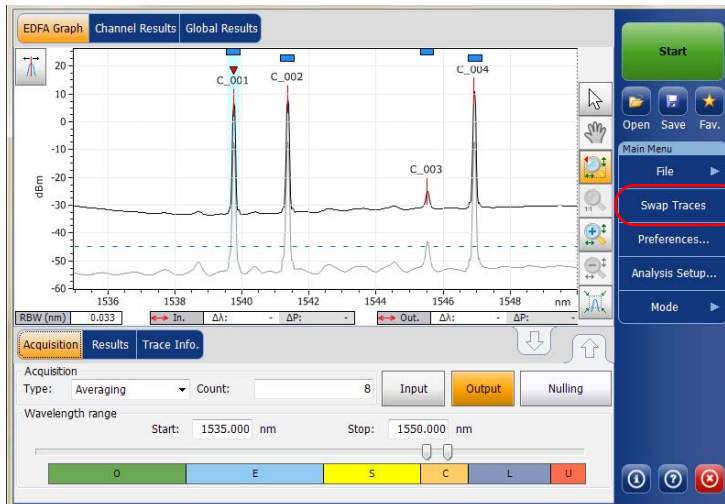 EDFA Graph Channel Results Global Results
Start
Open Save Fav.
Main Menu
File
Swap Traces
Preferences...
Analysis Setup...
Mode
20
10
0
-10
-20
-30
-40
-50
-60
dBm
C_001
C_002
C_003
C_004
1:1
1536 1538 1540 1542 1544 1546 1548 nm
RBW (nm) 0.033 In. Δλ: - ΔP: - Out. Δλ: - ΔP: -
Acquisition Results Trace Info.
Acquisition
Type: Averaging Count: 8 Input Output Nulling
Wavelength range
Start: 1535.000 nm Stop: 1550.000 nm
O E S C L U